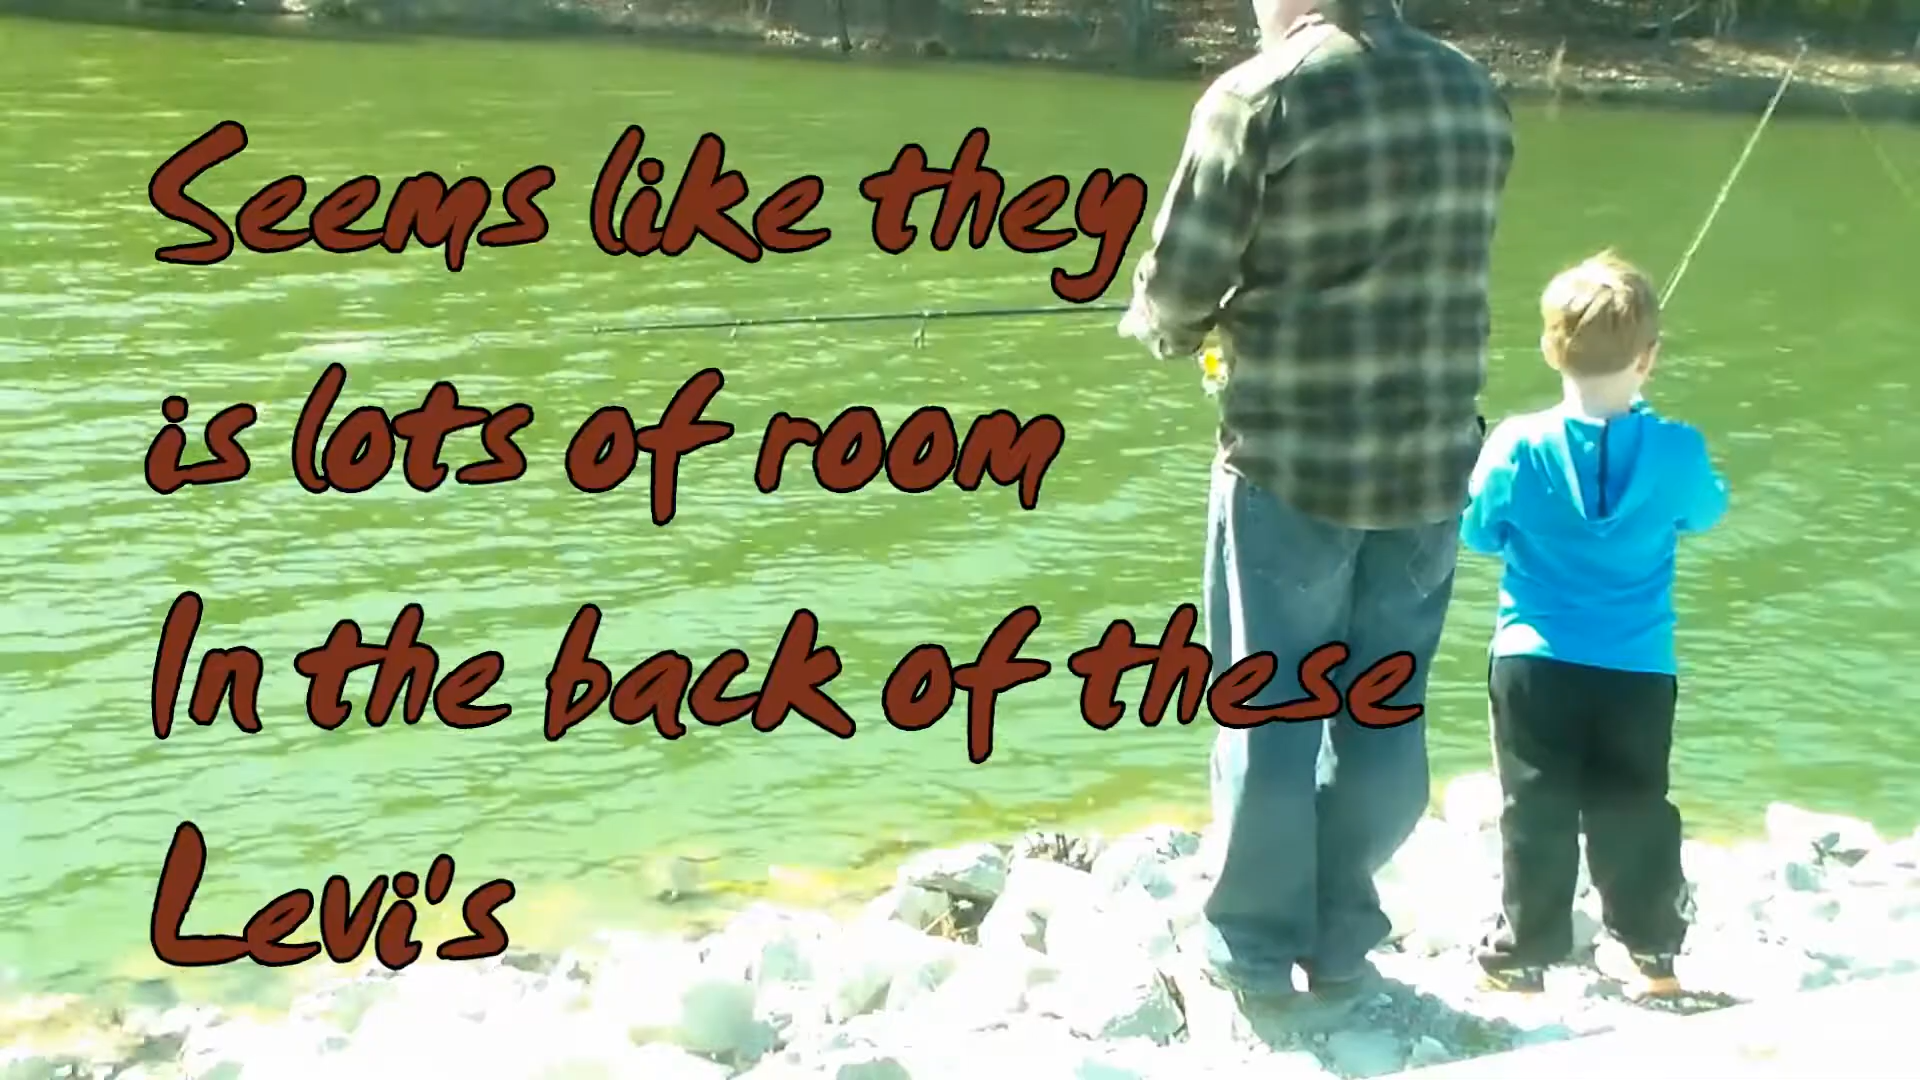 Seems like they
is lots of room
In the back of these
Levi's